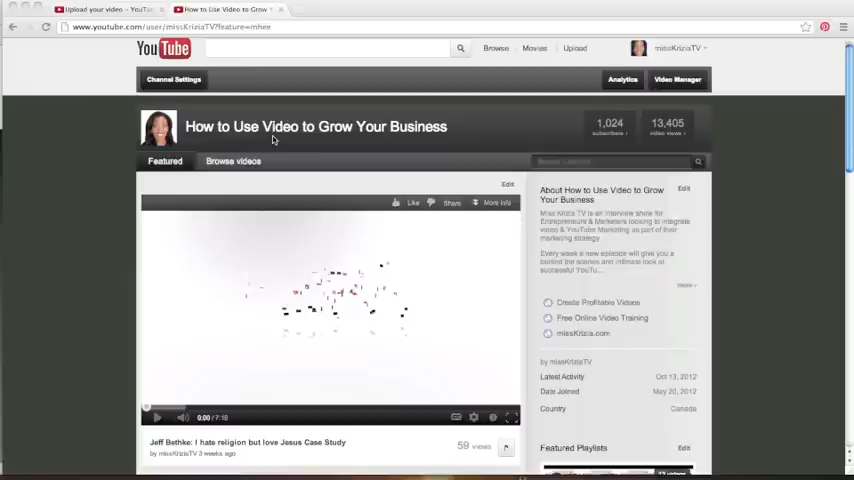 Upload your video - YouTu
How to Use Video to Grow
www.youtube.com/user/missKriziaTV?feature=mhee
YouTube
Browse
Movies
Upload
missKriziaTV
Channel Settings
Analytics
Video Manager
How to Use Video to Grow Your Business
1,024
subscribers
13,405
video views
Featured
Browse videos
Edit
Like
Share
More info
0:00 / 7:18
Jeff Bethke: I hate religion but love Jesus Case Study
by missKriziaTV 3 weeks ago
59 views
About How to Use Video to Grow
Your Business
Edit
Miss Krizia TV is an interview show for
Entrepreneurs & Marketers looking to integrate
video & YouTube Marketing as part of their
marketing strategy
Every week a new episode will give you a
behind the scenes and intimate look at
successful YouTu...
more
Create Profitable Videos
Free Online Video Training
missKrizia.com
by missKriziaTV
Latest Activity
Oct 13, 2012
Date Joined
May 20, 2012
Country
Canada
Featured Playlists
Edit